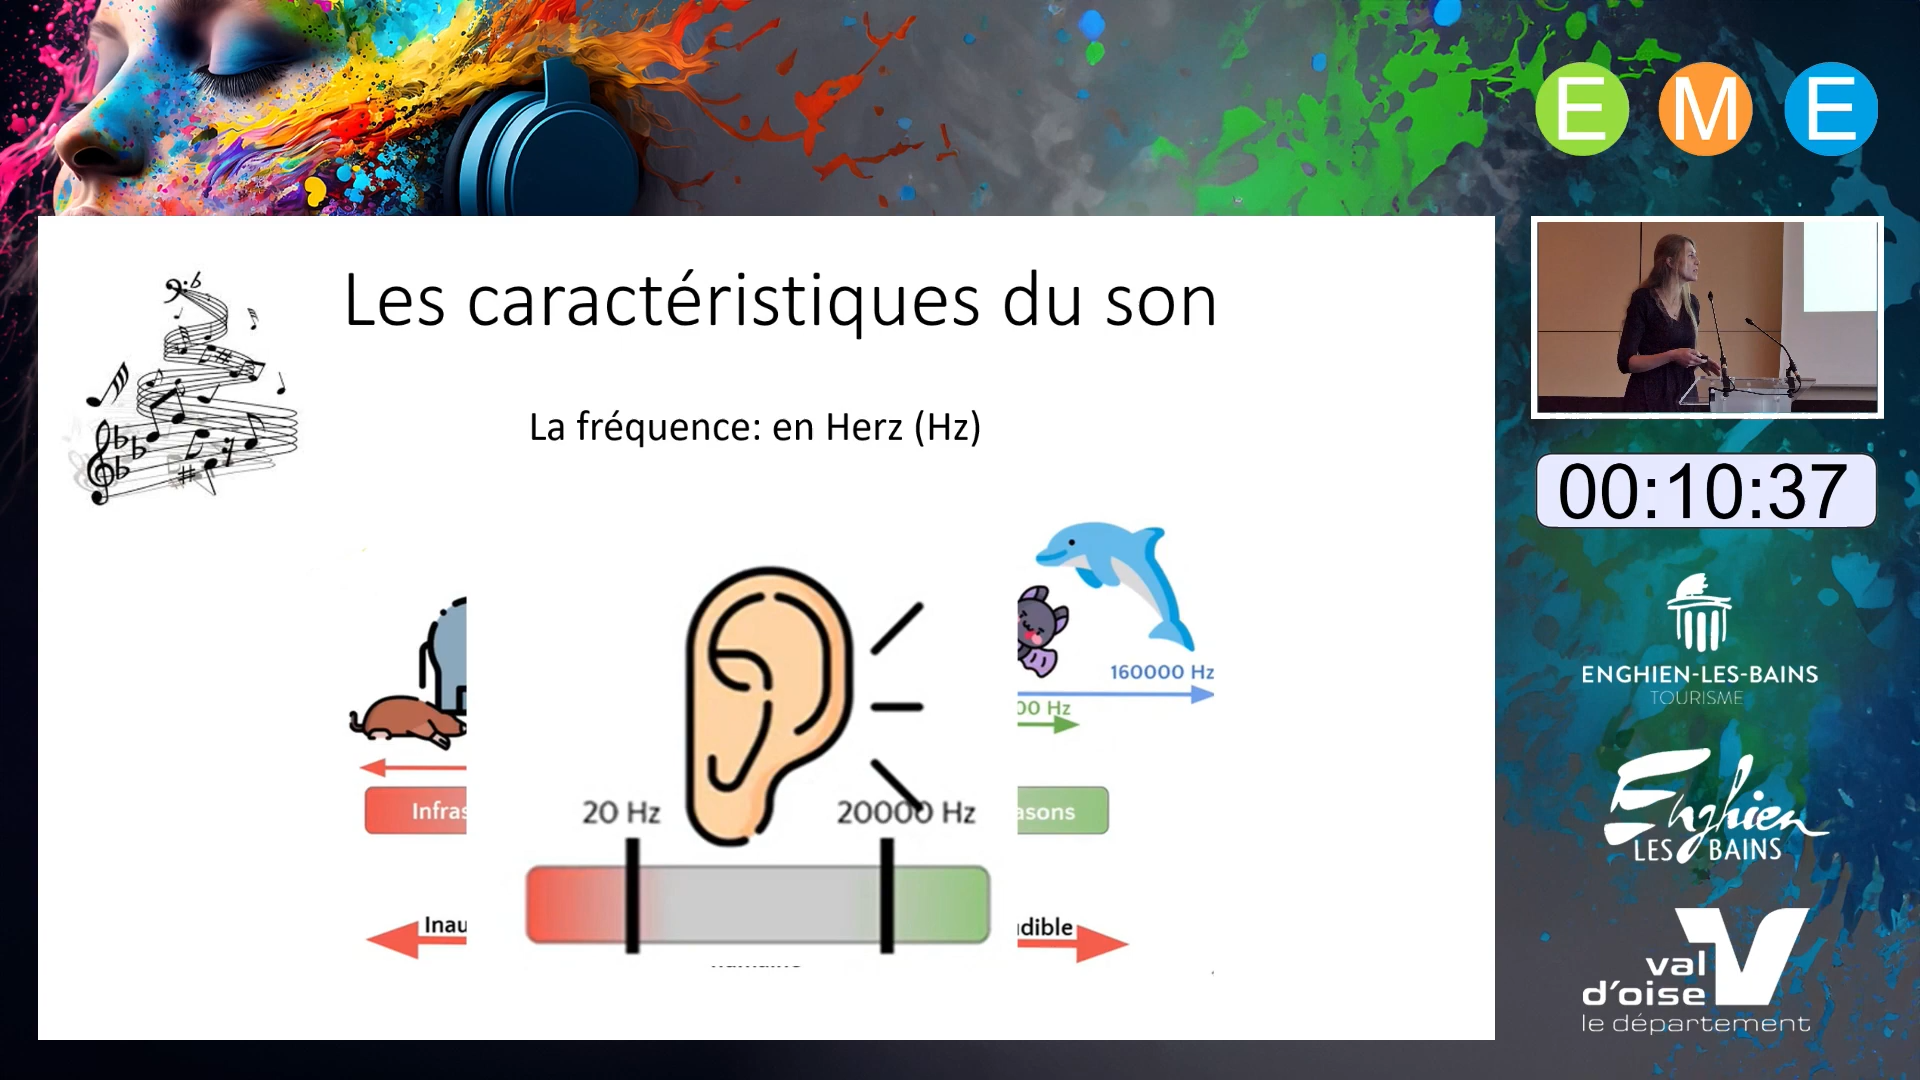 E M E
Les caractéristiques du son
La fréquence: en Herz (Hz)
00:10:37
160000 Hz
00 Hz
20 Hz
20000 Hz
Infras
asons
Inau
dible
ENGHIEN-LES-BAINS
TOURISME
Enghien
LES BAINS
val
d'oise
le département